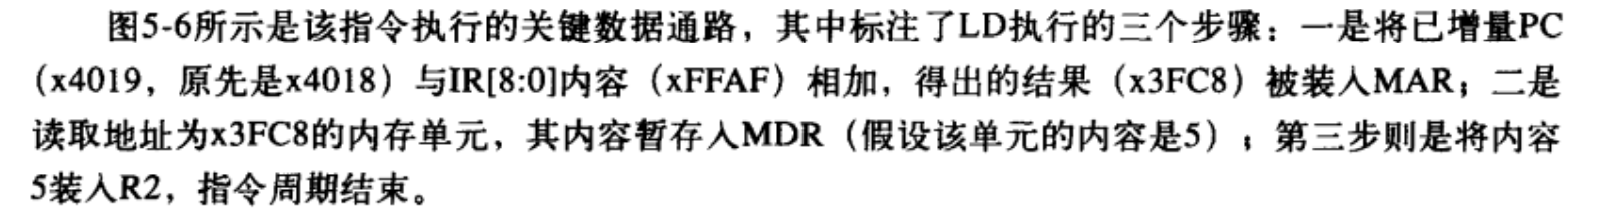 图5-6所示是该指令执行的关键数据通路，其中标注了LD执行的三个步骤：一是将已增量PC
（x4019，原先是x4018）与IR[8:0]内容（xFFAF）相加，得出的结果（x3FC8）被装入MAR；二是
读取地址为x3FC8的内存单元，其内容暂存入MDR（假设该单元的内容是5）；第三步则是将内容
5装入R2，指令周期结束。